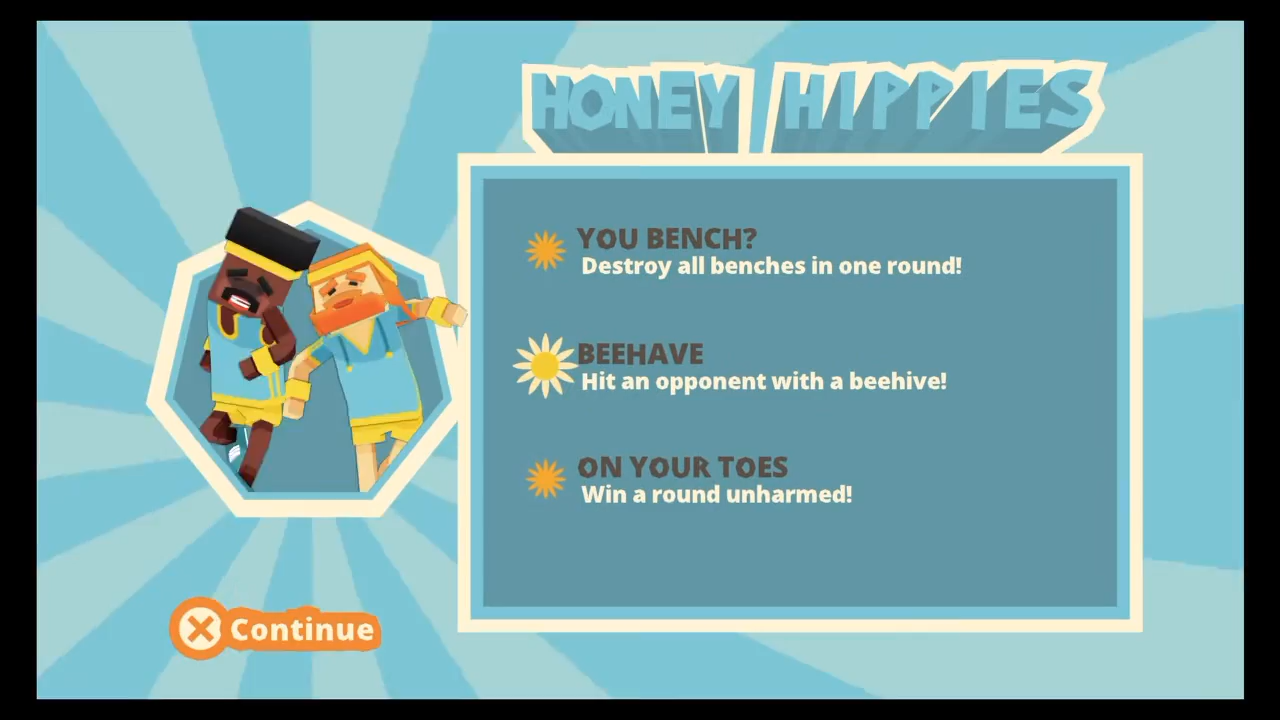 HONEY HIPPIES
YOU BENCH?
Destroy all benches in one round!
BEEHAVE
Hit an opponent with a beehive!
ON YOUR TOES
Win a round unharmed!
Continue